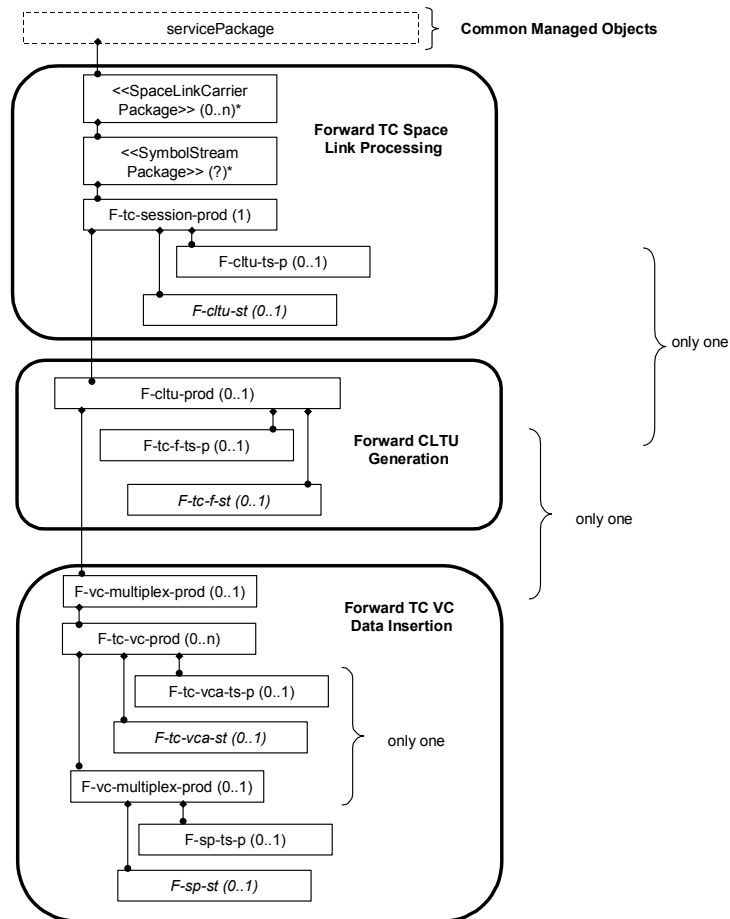 servicePackage
Common Managed Objects
<<SpaceLinkCarrier
Package>> (0..n)*
Forward TC Space
Link Processing
<<SymbolStream
Package>> (?)*
F-tc-session-prod (1)
F-cltu-ts-p (0..1)
F-cltu-st (0..1)
only one
F-cltu-prod (0..1)
F-tc-f-ts-p (0..1)
Forward CLTU
Generation
F-tc-f-st (0..1)
only one
F-vc-multiplex-prod (0..1)
Forward TC VC
Data Insertion
F-tc-vc-prod (0..n)
F-tc-vca-ts-p (0..1)
F-tc-vca-st (0..1)
only one
F-vc-multiplex-prod (0..1)
F-sp-ts-p (0..1)
F-sp-st (0..1)